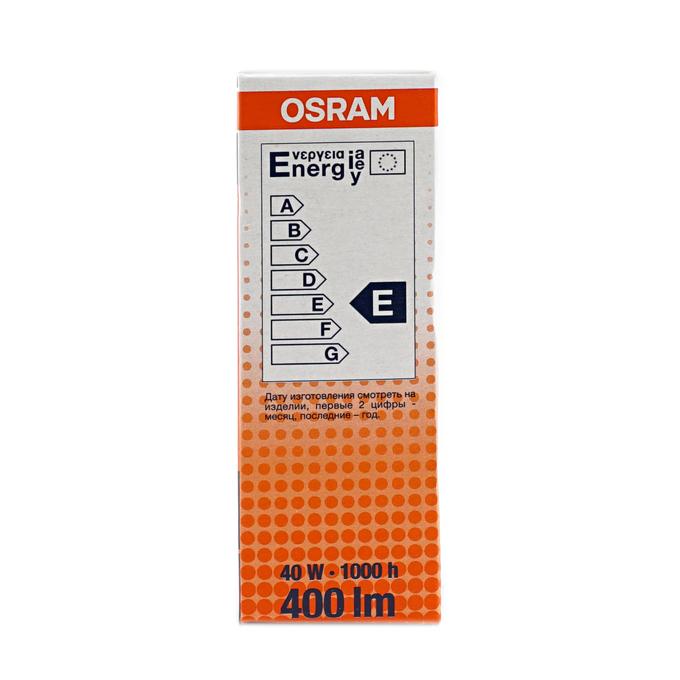 OSRAM
Ενεργεια
Energ ia
ie
y
A
B
C
D
E
E
F
G
Дату изготовления смотреть на
изделии, первые 2 цифры -
месяц, последние – год.
40 W · 1000 h
400 lm